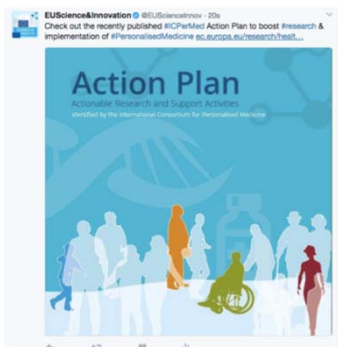 EUScience&Innovation @EUScienceInnov · 20s
Check out the recently published #ICPerMed Action Plan to boost #research &
implementation of #PersonalisedMedicine ec.europa.eu/research/healt...
Action Plan
Actionable Research and Support Activities
Identified by the International Consortium for Personalised Medicine